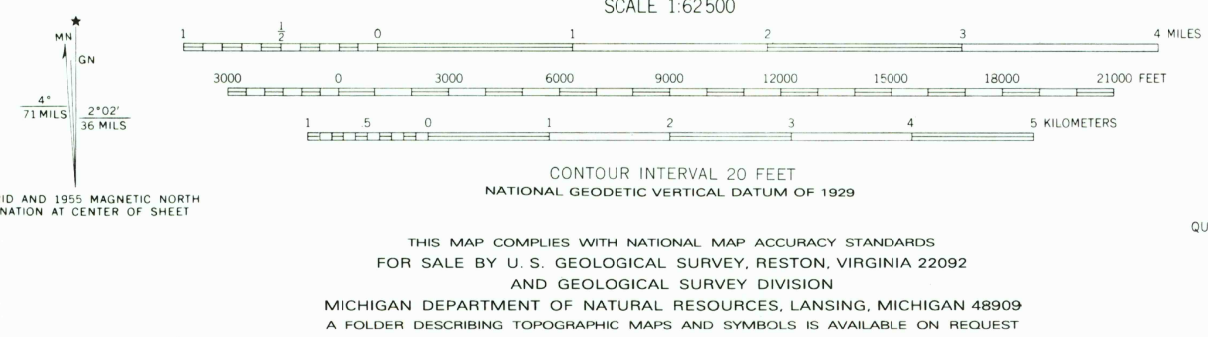 SCALE 1:62500
1 ½ 0 1 2 3 4 MILES
3000 0 3000 6000 9000 12000 15000 18000 21000 FEET
1 .5 0 1 2 3 4 5 KILOMETERS
★
MN
GN
4°
71 MILS
2°02′
36 MILS
ID AND 1955 MAGNETIC NORTH
NATION AT CENTER OF SHEET
CONTOUR INTERVAL 20 FEET
NATIONAL GEODETIC VERTICAL DATUM OF 1929
QU
THIS MAP COMPLIES WITH NATIONAL MAP ACCURACY STANDARDS
FOR SALE BY U. S. GEOLOGICAL SURVEY, RESTON, VIRGINIA 22092
AND GEOLOGICAL SURVEY DIVISION
MICHIGAN DEPARTMENT OF NATURAL RESOURCES, LANSING, MICHIGAN 48909
A FOLDER DESCRIBING TOPOGRAPHIC MAPS AND SYMBOLS IS AVAILABLE ON REQUEST